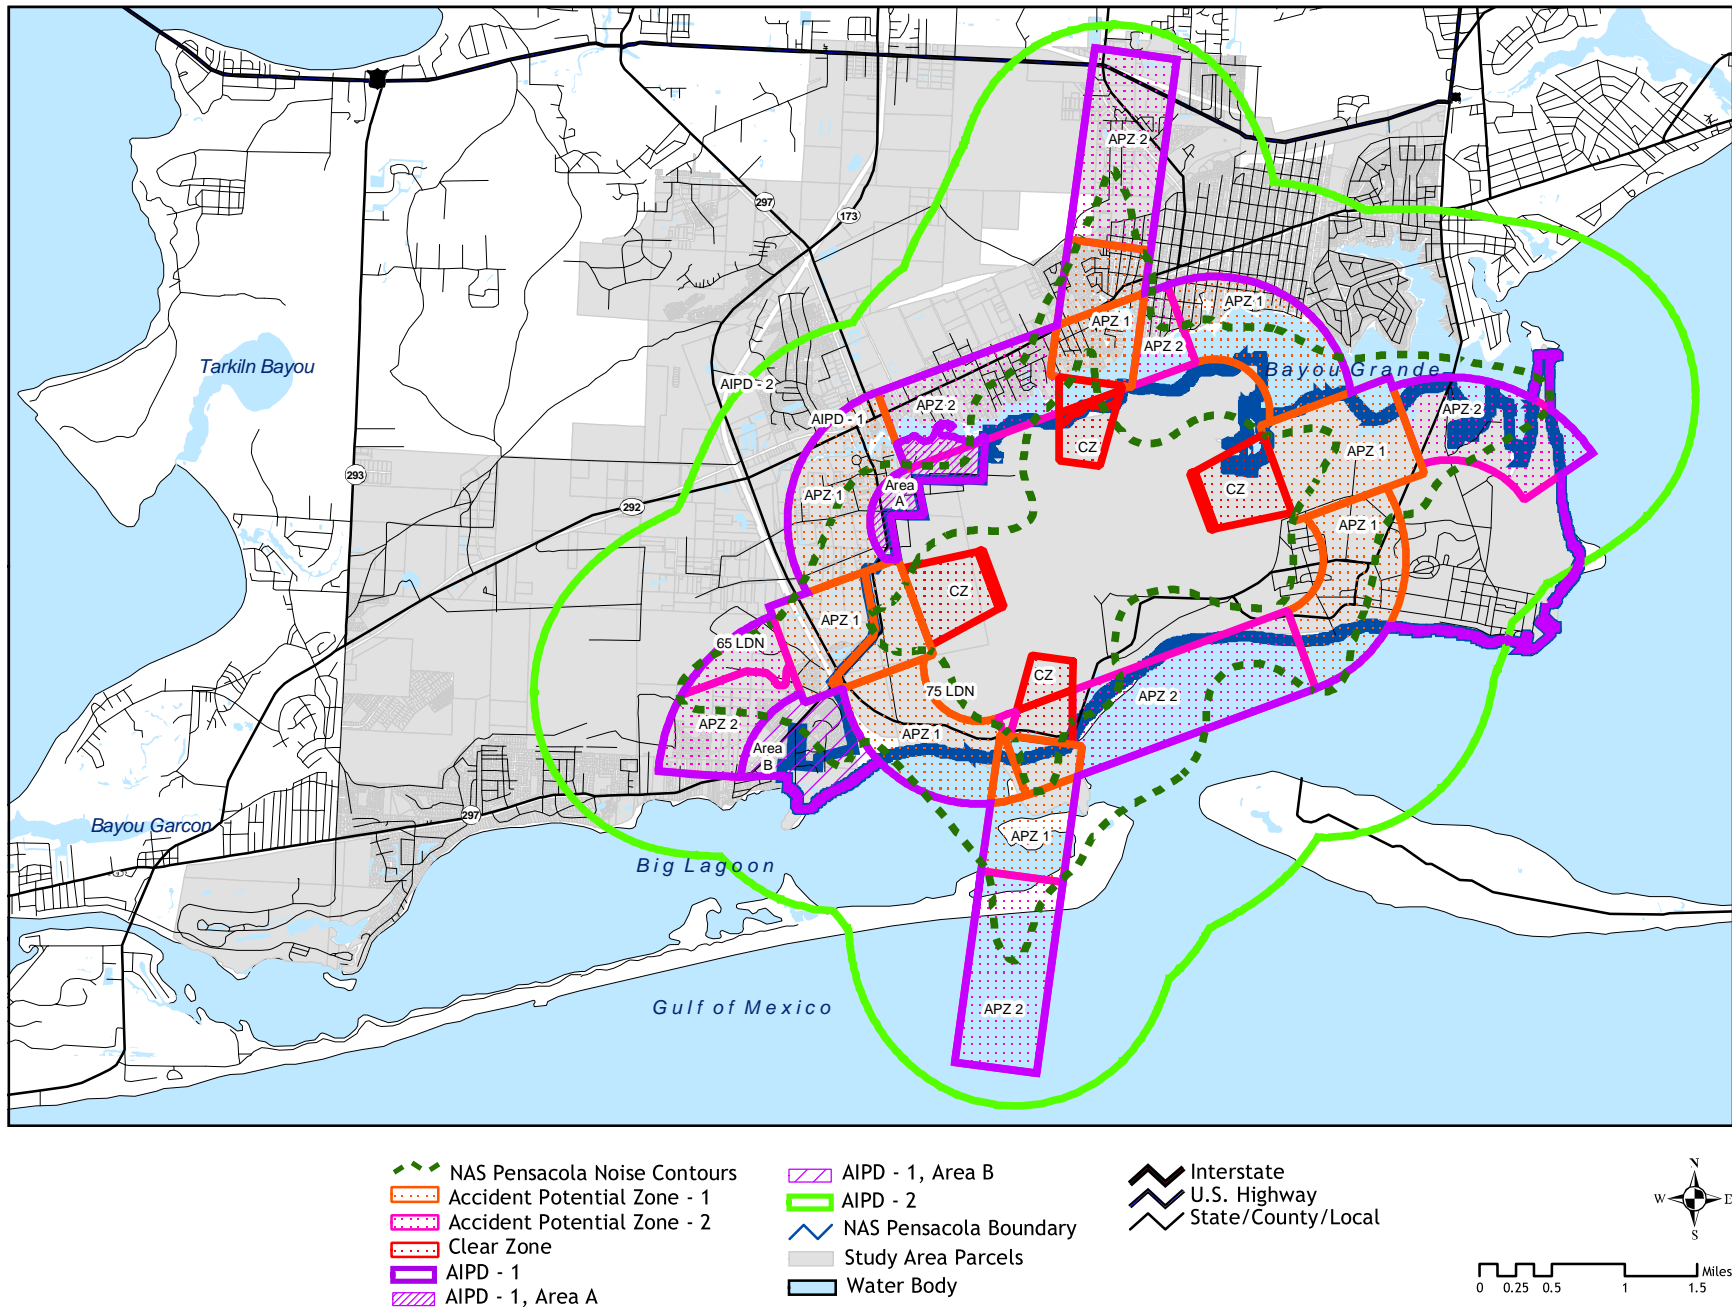 APZ 2
297
173
APZ 1
APZ 1
APZ 2
Tarkiln Bayou
Bayou Grande
AIPD - 2
APZ 2
APZ 2
AIPD - 1
CZ
APZ 1
293
Area
A
CZ
APZ 1
292
APZ 1
CZ
APZ 1
65 LDN
CZ
75 LDN
APZ 2
APZ 2
APZ 1
Area
B
297
Bayou Garcon
APZ 1
Big Lagoon
Gulf of Mexico
APZ 2
NAS Pensacola Noise Contours
Accident Potential Zone - 1
Accident Potential Zone - 2
Clear Zone
AIPD - 1
AIPD - 1, Area A
AIPD - 1, Area B
AIPD - 2
NAS Pensacola Boundary
Study Area Parcels
Water Body
Interstate
U.S. Highway
State/County/Local
N
W
E
S
Miles
0 0.25 0.5 1 1.5